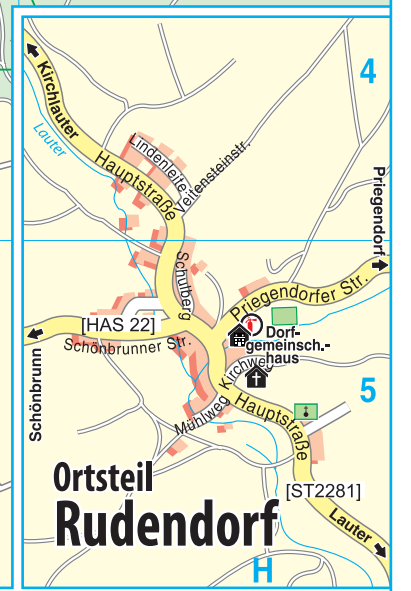 4
Kirchlauter
Lauter
Lindenleite
Zeitensteinstr.
Hauptstraße
Priegendorf
Schulberg
Priegendorfer Str.
[HAS 22]
Schönbrunner Str.
Schönbrunn
Dorf-
gemeinsch.-
haus
Kirchweg
5
Mühlweg
Hauptstraße
Ortsteil
Rudendorf
[ST2281]
Lauter
H